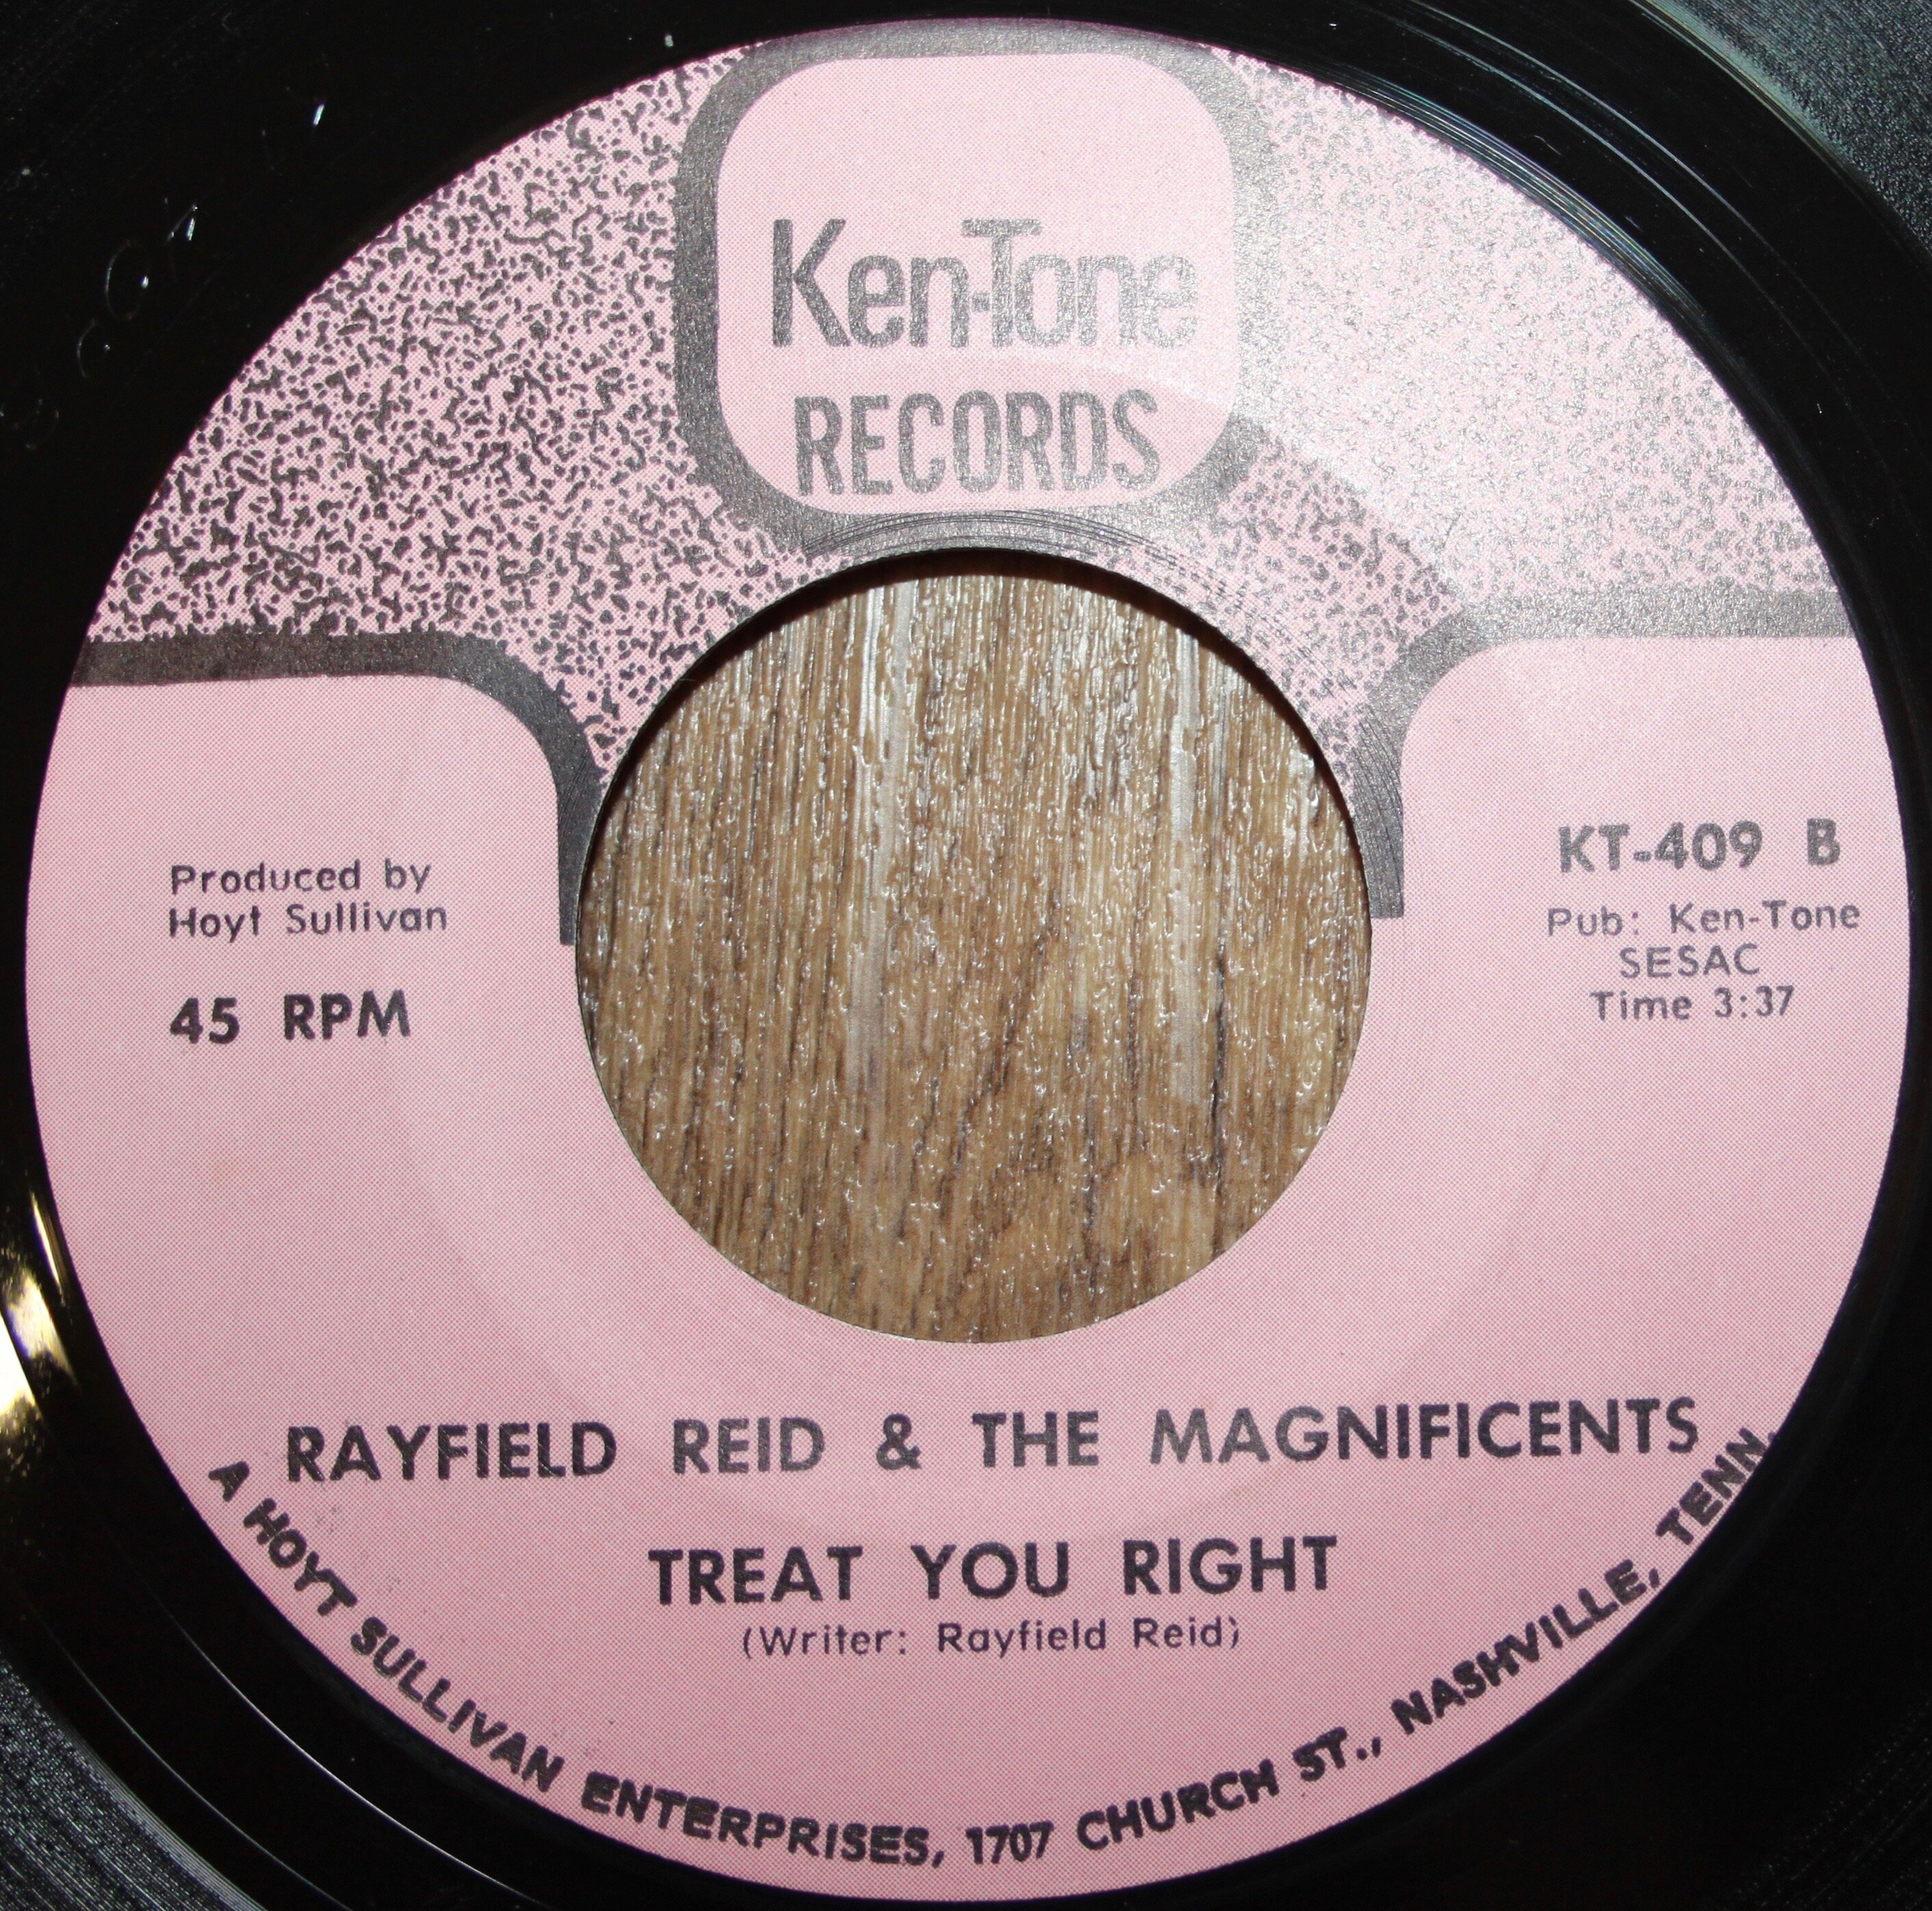 Ken-Tone
RECORDS
Produced by
Hoyt Sullivan
45 RPM
KT-409 B
Pub: Ken-Tone
SESAC
Time 3:37
RAYFIELD REID & THE MAGNIFICENTS
TREAT YOU RIGHT
(Writer: Rayfield Reid)
A HOYT SULLIVAN ENTERPRISES, 1707 CHURCH ST., NASHVILLE, TENN.